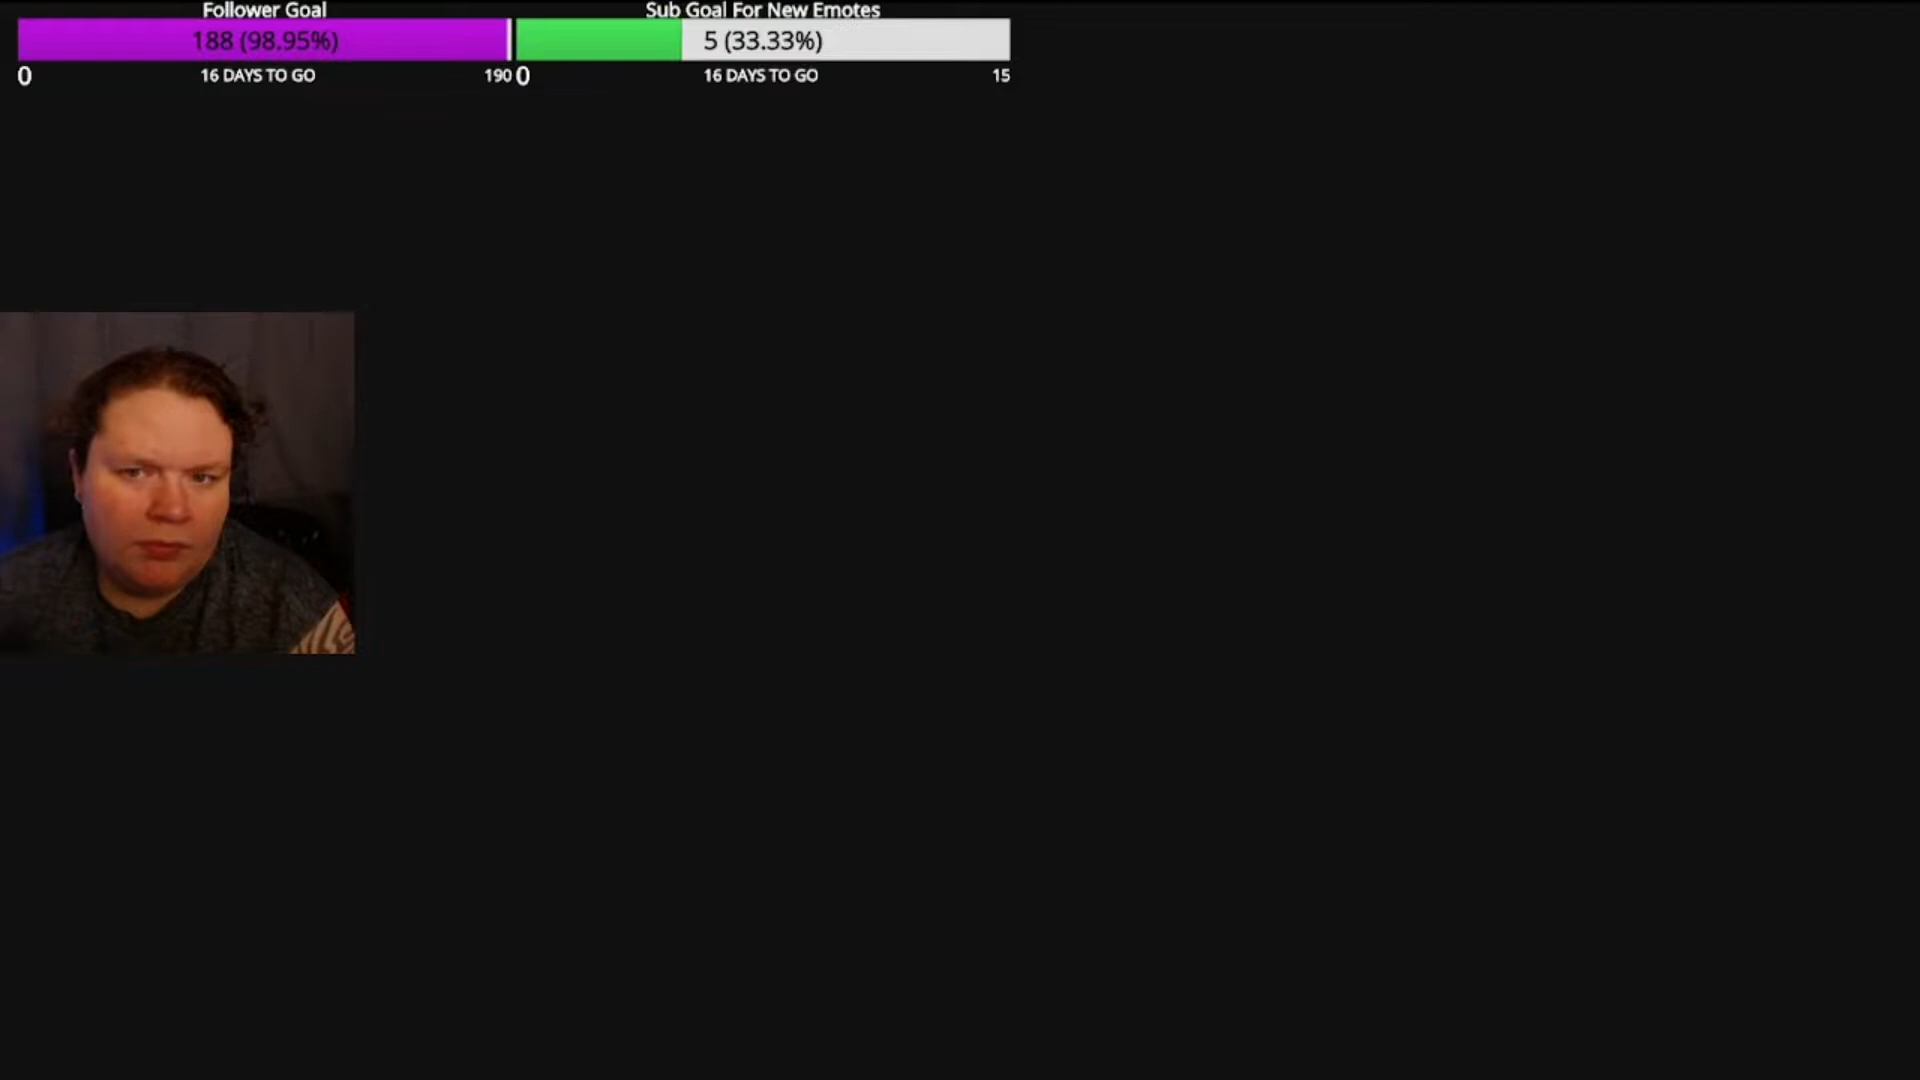 Follower Goal
188 (98.95%)
0 16 DAYS TO GO 190
Sub Goal For New Emotes
5 (33.33%)
0 16 DAYS TO GO 15